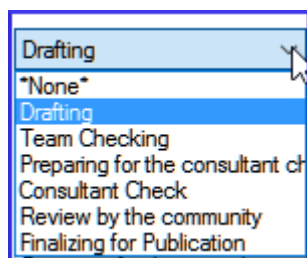 Drafting
*None*
Drafting
Team Checking
Preparing for the consultant ch
Consultant Check
Review by the community
Finalizing for Publication